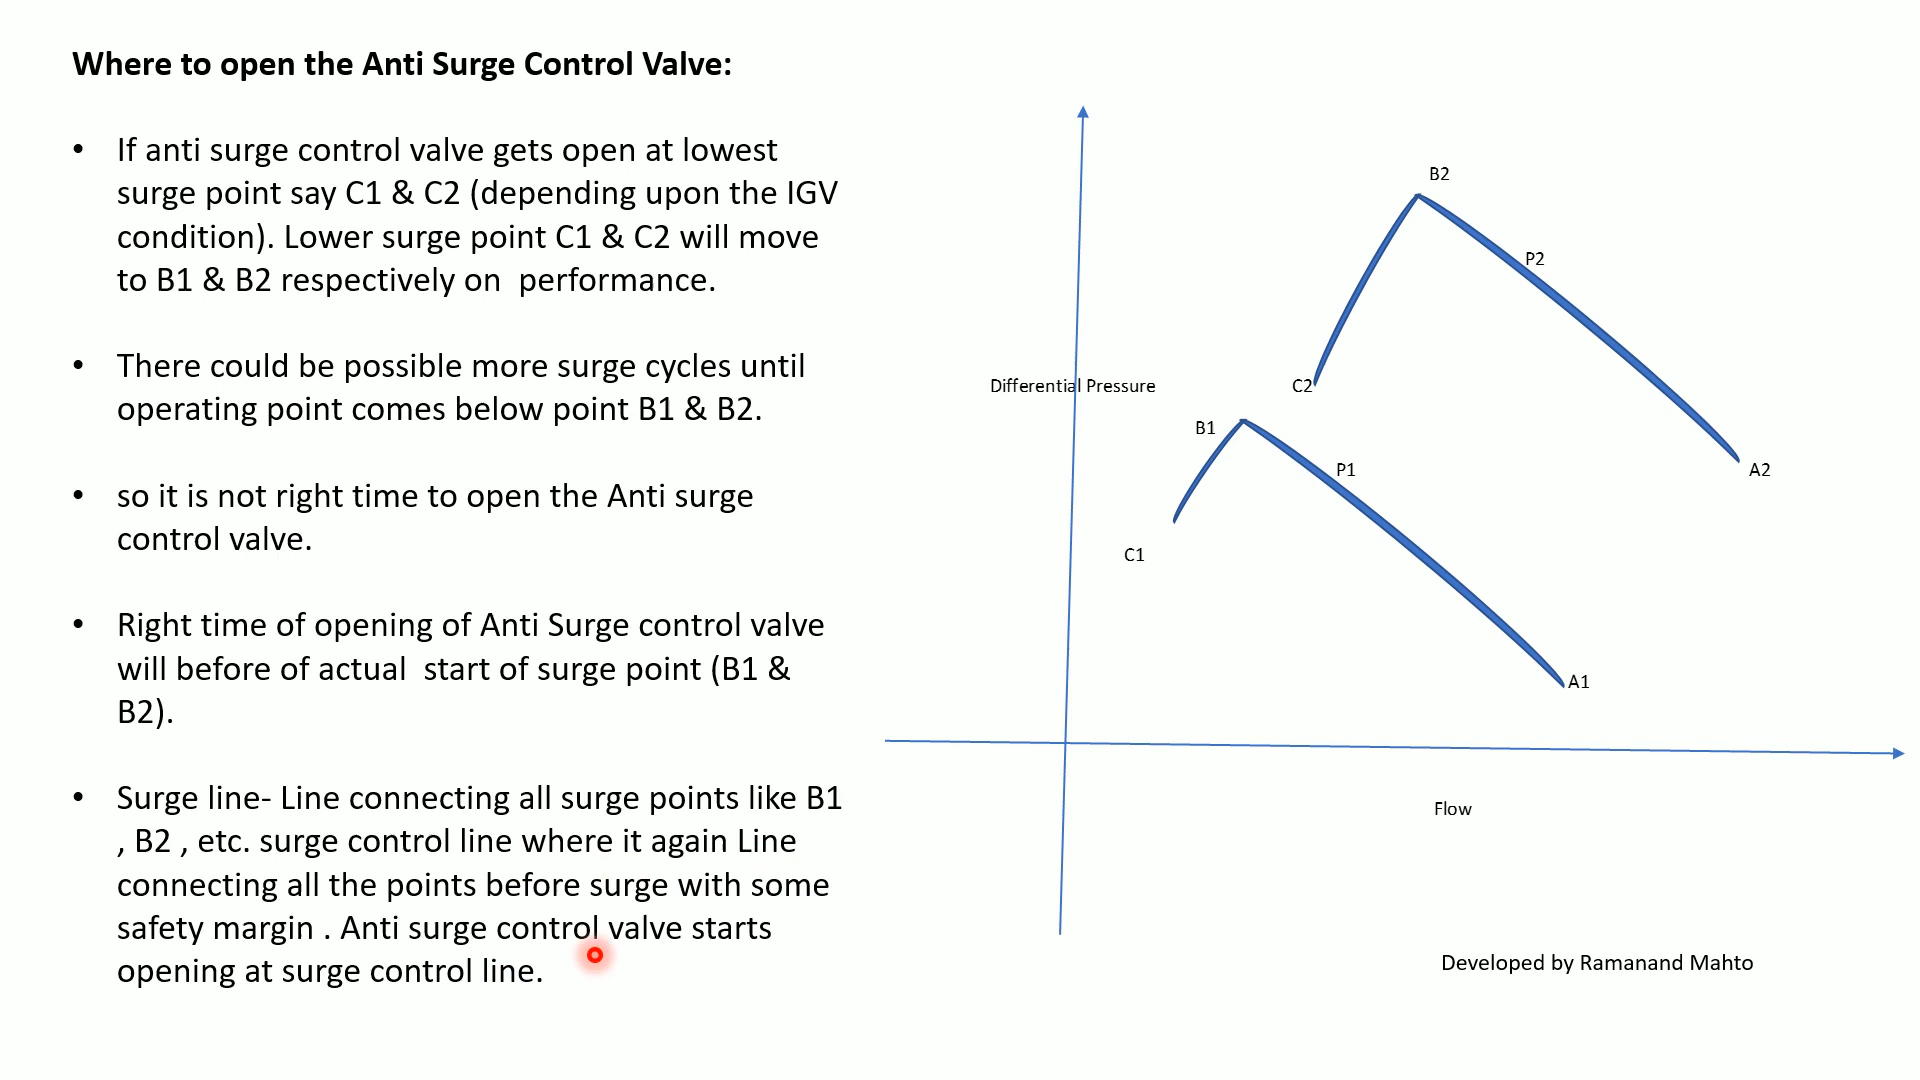 Where to open the Anti Surge Control Valve:
• If anti surge control valve gets open at lowest
surge point say C1 & C2 (depending upon the IGV
condition). Lower surge point C1 & C2 will move
to B1 & B2 respectively on  performance.
• There could be possible more surge cycles until
operating point comes below point B1 & B2.
• so it is not right time to open the Anti surge
control valve.
• Right time of opening of Anti Surge control valve
will before of actual  start of surge point (B1 &
B2).
• Surge line- Line connecting all surge points like B1
, B2 , etc. surge control line where it again Line
connecting all the points before surge with some
safety margin . Anti surge control valve starts
opening at surge control line.
B2
P2
Differential Pressure
C2
B1
P1
A2
C1
A1
Flow
Developed by Ramanand Mahto